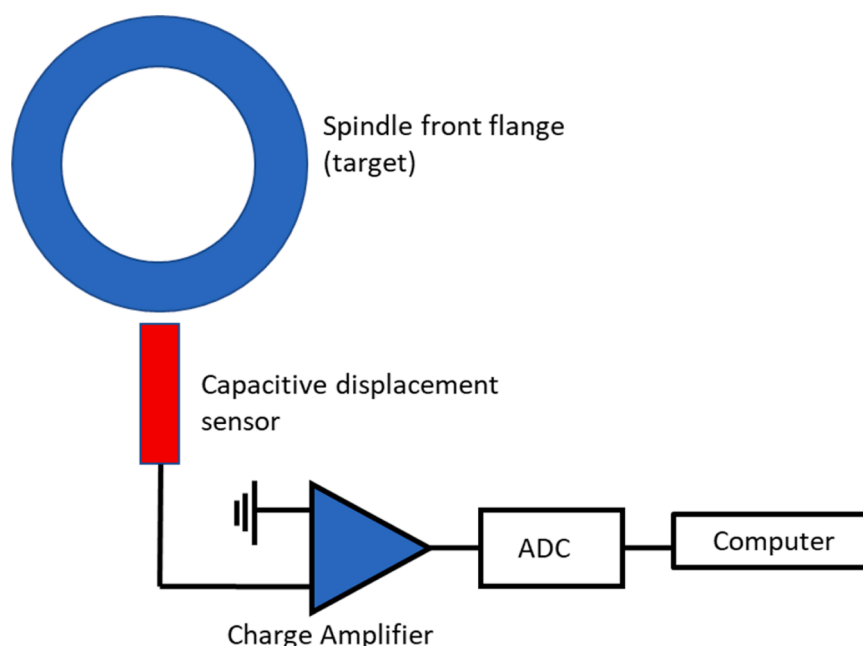 Spindle front flange
(target)
Capacitive displacement
sensor
ADC
Computer
Charge Amplifier